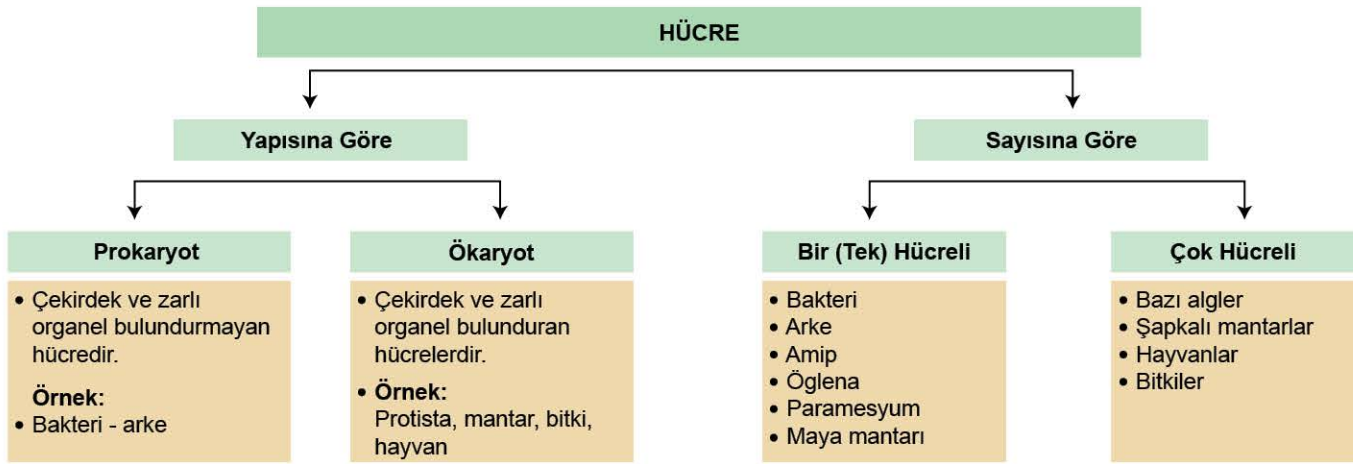 HÜCRE
Yapısına Göre
Sayısına Göre
Prokaryot
• Çekirdek ve zarlı
organel bulundurmayan
hücredir.
Örnek:
• Bakteri - arke
Ökaryot
• Çekirdek ve zarlı
organel bulunduran
hücrelerdir.
• Örnek:
Protista, mantar, bitki,
hayvan
Bir (Tek) Hücreli
• Bakteri
• Arke
• Amip
• Öglena
• Paramesyum
• Maya mantarı
Çok Hücreli
• Bazı algler
• Şapkalı mantarlar
• Hayvanlar
• Bitkiler